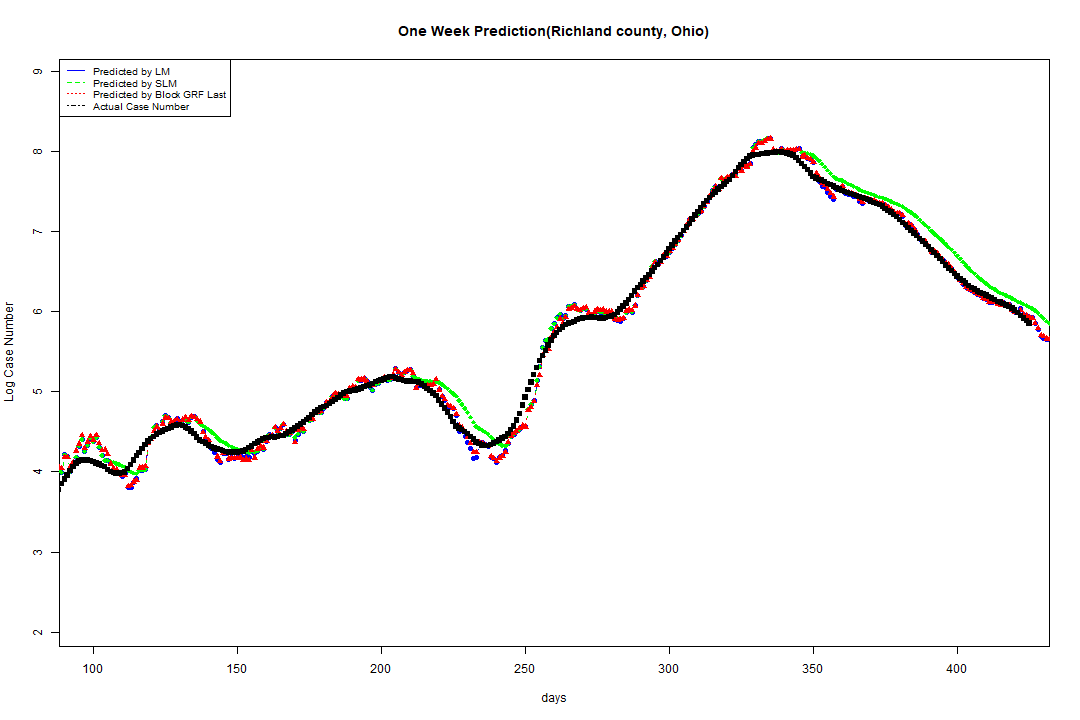 One Week Prediction(Richland county, Ohio)
Predicted by LM
Predicted by SLM
Predicted by Block GRF Last
Actual Case Number
9
8
7
6
5
4
3
2
Log Case Number
100 150 200 250 300 350 400
days